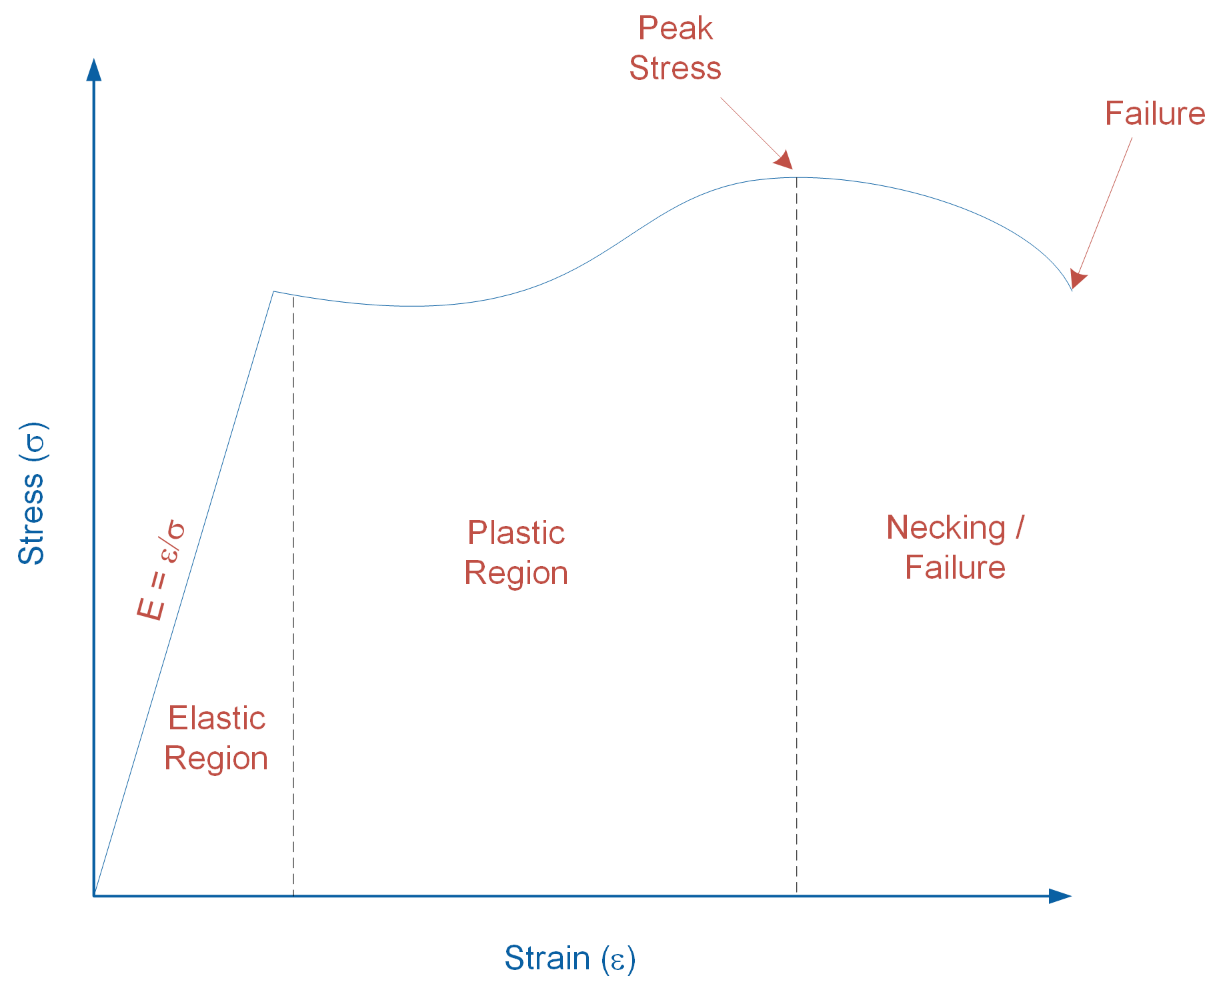 Peak
Stress
Failure
Stress (σ)
E = ε/σ
Plastic
Region
Necking /
Failure
Elastic
Region
Strain (ε)